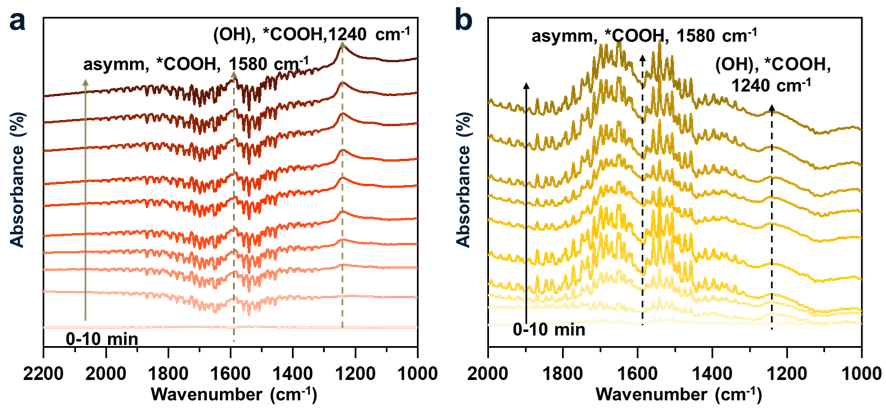 a
(OH), *COOH,1240 cm⁻¹
asymm, *COOH, 1580 cm⁻¹
Absorbance (%)
0-10 min
2200 2000 1800 1600 1400 1200 1000
Wavenumber (cm⁻¹)
b
asymm, *COOH, 1580 cm⁻¹
(OH), *COOH,
1240 cm⁻¹
Absorbance (%)
0-10 min
2000 1800 1600 1400 1200 1000
Wavenumber (cm⁻¹)